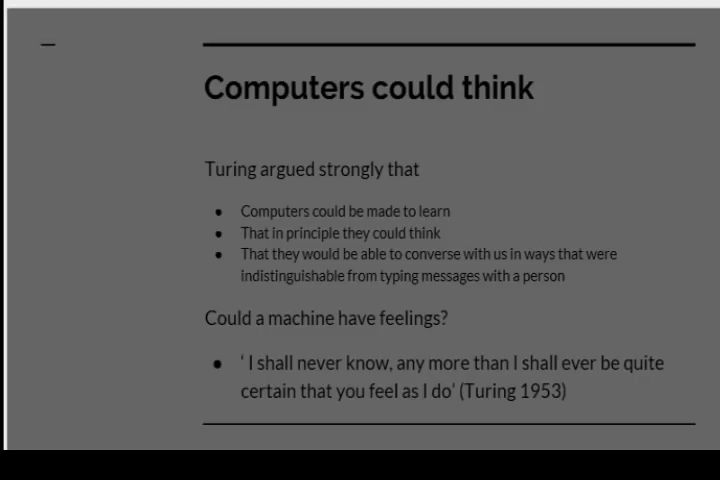 Computers could think
Turing argued strongly that
● Computers could be made to learn
● That in principle they could think
● That they would be able to converse with us in ways that were
indistinguishable from typing messages with a person
Could a machine have feelings?
● ‘ I shall never know, any more than I shall ever be quite
certain that you feel as I do’ (Turing 1953)